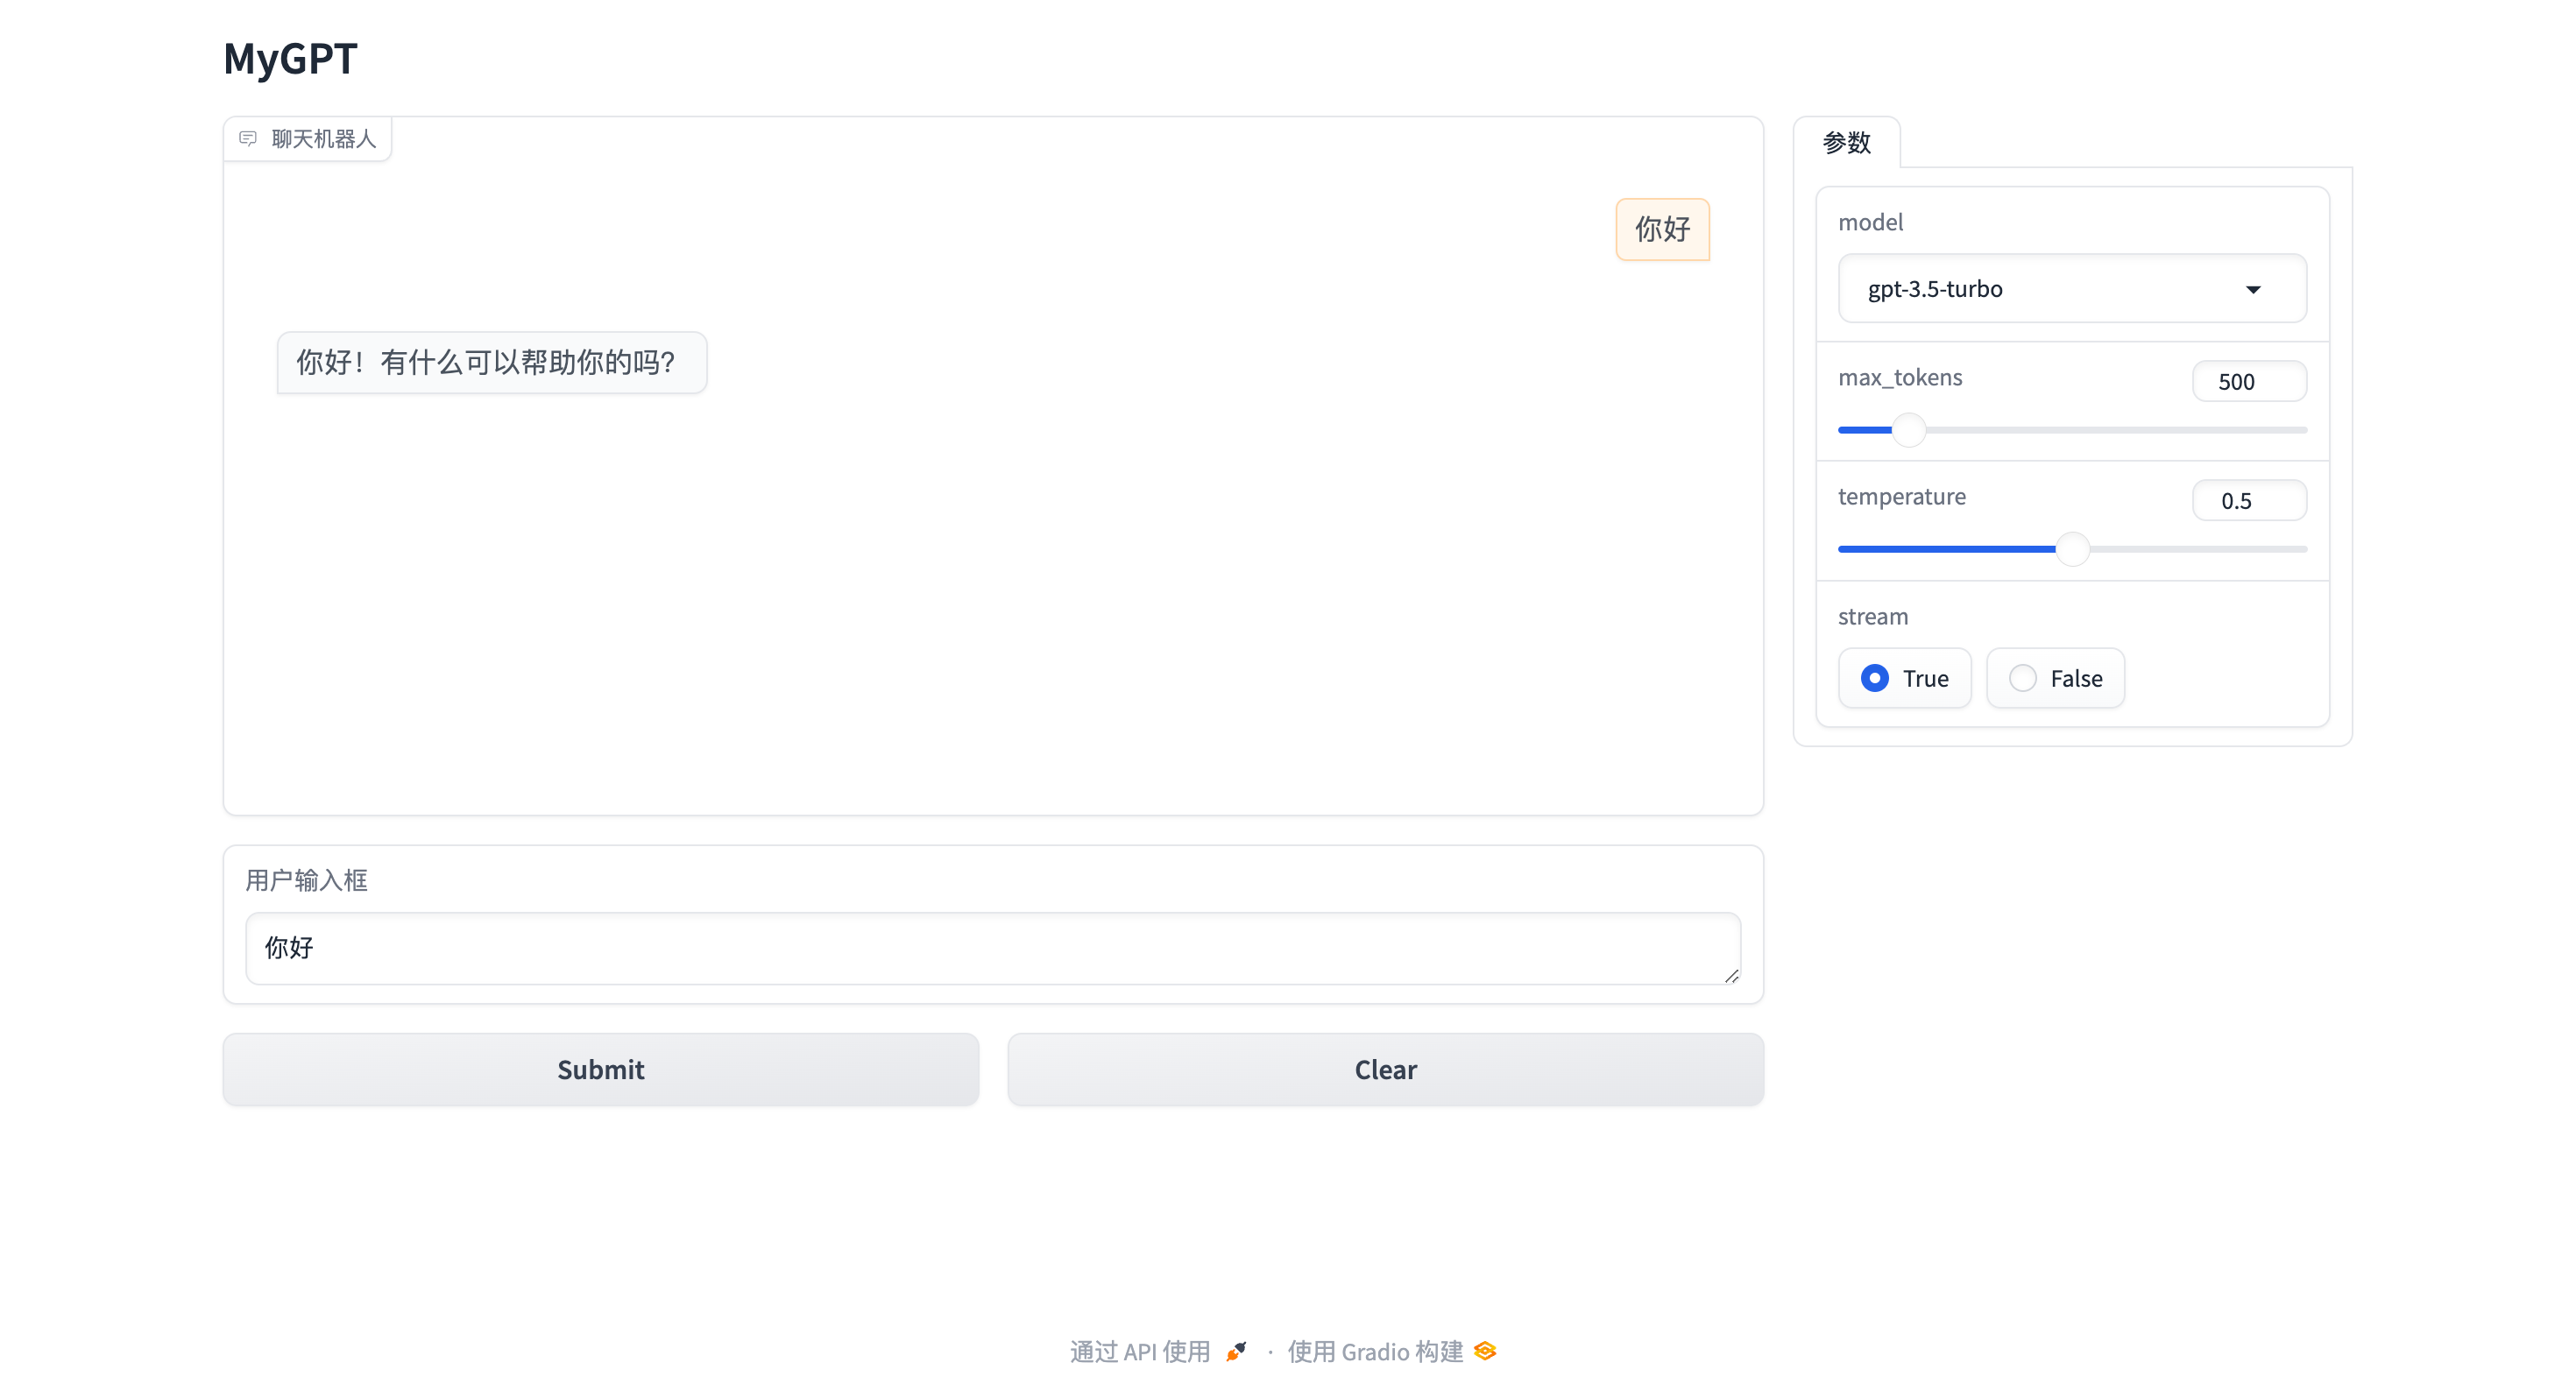 MyGPT
聊天机器人
你好
你好！有什么可以帮助你的吗？
用户输入框
你好
Submit
Clear
参数
model
gpt-3.5-turbo
max_tokens
500
temperature
0.5
stream
True
False
通过 API 使用 · 使用 Gradio 构建